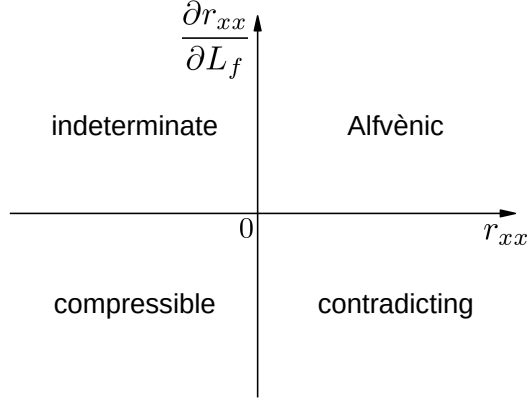 ∂r_xx
∂L_f
indeterminate Alfvènic
0
r_xx
compressible contradicting